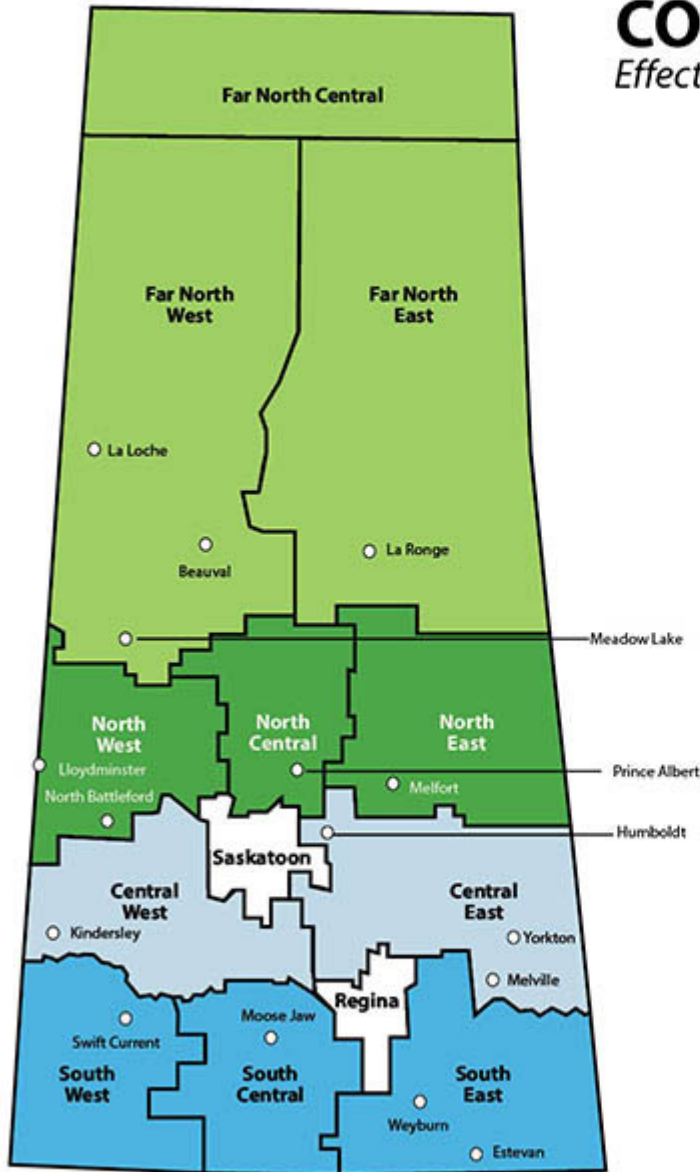 CO
Effect
Far North Central
Far North
West
Far North
East
La Loche
Beauval
La Ronge
Meadow Lake
North
West
North
Central
North
East
Lloydminster
Prince Albert
North Battleford
Melfort
Humboldt
Saskatoon
Central
West
Central
East
Kindersley
Yorkton
Melville
Regina
Moose Jaw
Swift Current
South
West
South
Central
South
East
Weyburn
Estevan